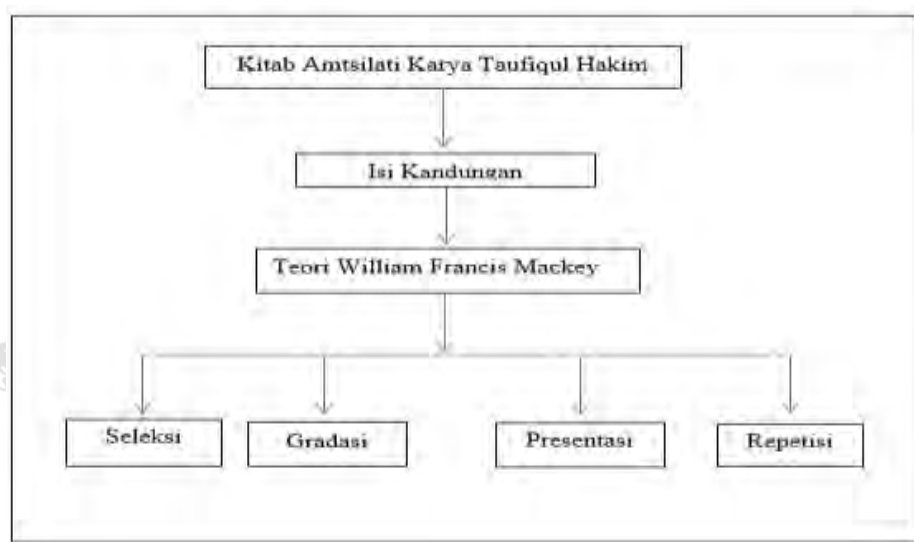 Kitab Amtsilati Karya Taufiqul Hakim
Isi Kandungan
Teori William Francis Mackey
Seleksi
Gradasi
Presentasi
Repetisi